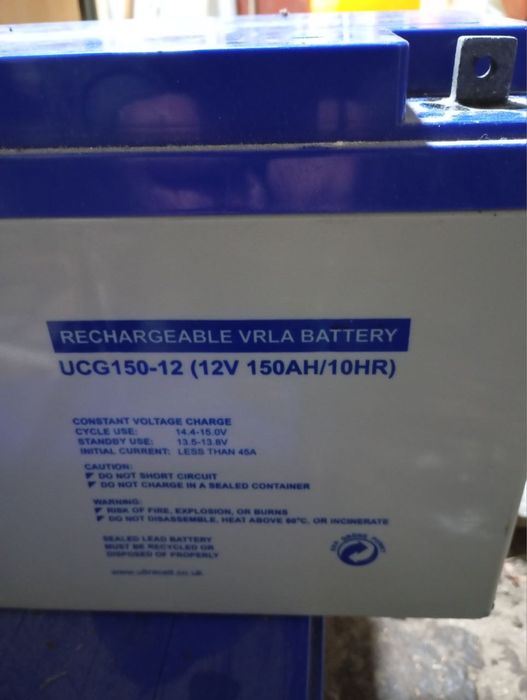 RECHARGEABLE VRLA BATTERY
UCG150-12 (12V 150AH/10HR)
CONSTANT VOLTAGE CHARGE
CYCLE USE: 14.4-15.0V
STANDBY USE: 13.5-13.8V
INITIAL CURRENT: LESS THAN 45A
CAUTION:
DO NOT SHORT CIRCUIT
DO NOT CHARGE IN A SEALED CONTAINER
WARNING:
RISK OF FIRE, EXPLOSION, OR BURNS
DO NOT DISASSEMBLE, HEAT ABOVE 60°C, OR INCINERATE
SEALED LEAD BATTERY
MUST BE RECYCLED OR
DISPOSED OF PROPERLY
www.ultracell.co.uk